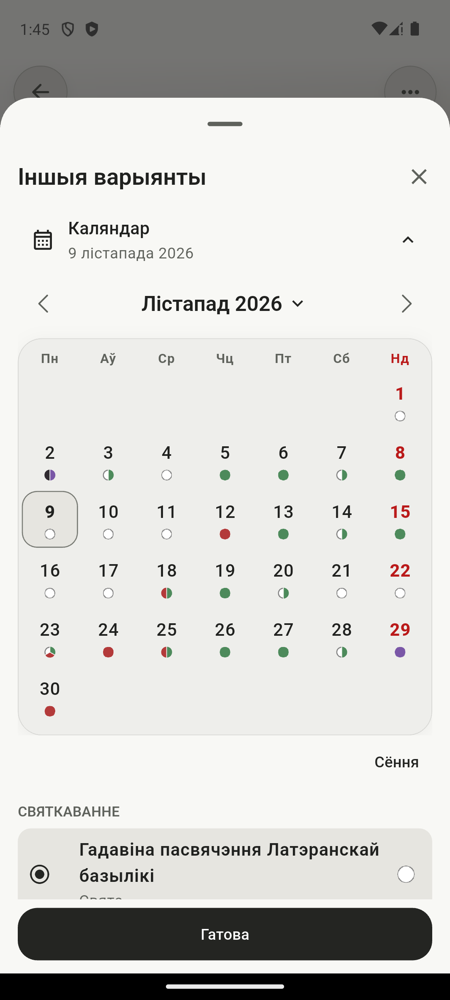 1:45
Іншыя варыянты
Каляндар
9 лістапада 2026
Лістапад 2026
Пн Аў Ср Чц Пт Сб Нд
1
2 3 4 5 6 7 8
9 10 11 12 13 14 15
16 17 18 19 20 21 22
23 24 25 26 27 28 29
30
Сёння
СВЯТКАВАННЕ
Гадавіна пасвячэння Латэранскай
базылікі
Свята
Гатова